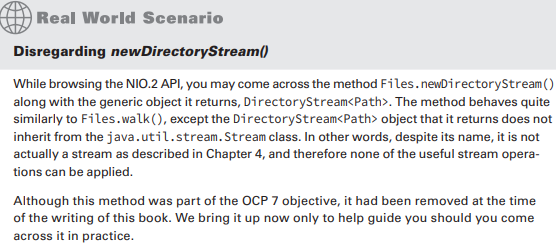 Real World Scenario
Disregarding newDirectoryStream()
While browsing the NIO.2 API, you may come across the method Files.newDirectoryStream()
along with the generic object it returns, DirectoryStream<Path>. The method behaves quite
similarly to Files.walk(), except the DirectoryStream<Path> object that it returns does not
inherit from the java.util.stream.Stream class. In other words, despite its name, it is not
actually a stream as described in Chapter 4, and therefore none of the useful stream opera-
tions can be applied.
Although this method was part of the OCP 7 objective, it had been removed at the time
of the writing of this book. We bring it up now only to help guide you should you come
across it in practice.